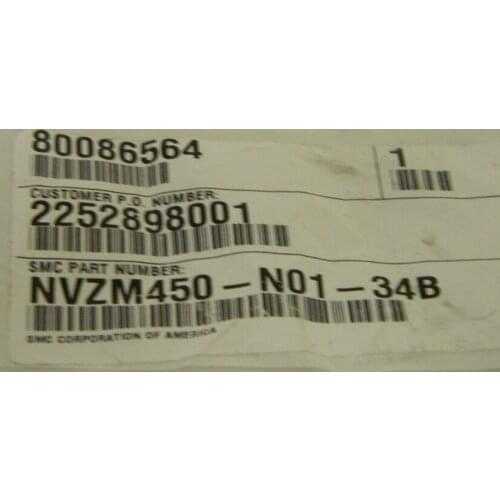 80086564
1
CUSTOMER P.O. NUMBER:
2252898001
SMC PART NUMBER:
NVZM450-N01-34B
SMC CORPORATION OF AMERICA